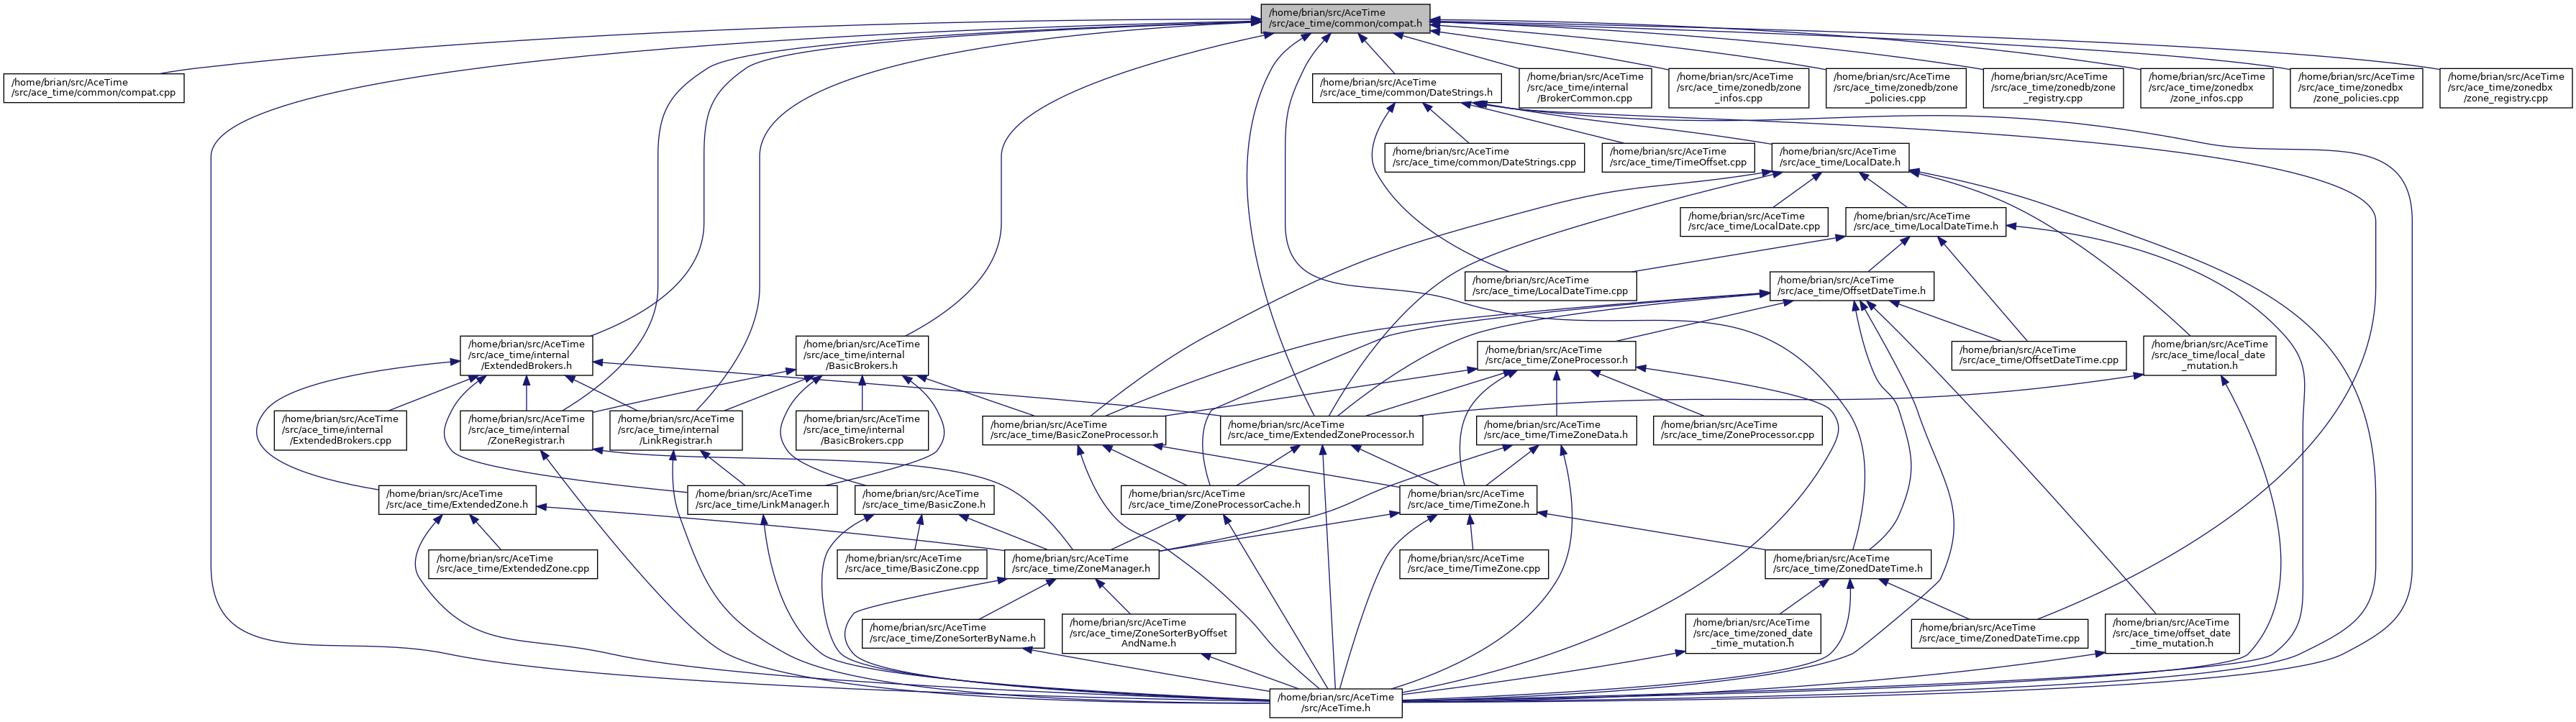 /home/brian/src/AceTime
/src/ace_time/common/compat.h
/home/brian/src/AceTime
/src/ace_time/common/compat.cpp
/home/brian/src/AceTime
/src/ace_time/common/DateStrings.h
/home/brian/src/AceTime
/src/ace_time/internal
/BrokerCommon.cpp
/home/brian/src/AceTime
/src/ace_time/zonedb/zone
_infos.cpp
/home/brian/src/AceTime
/src/ace_time/zonedb/zone
_policies.cpp
/home/brian/src/AceTime
/src/ace_time/zonedb/zone
_registry.cpp
/home/brian/src/AceTime
/src/ace_time/zonedbx
/zone_infos.cpp
/home/brian/src/AceTime
/src/ace_time/zonedbx
/zone_policies.cpp
/home/brian/src/AceTime
/src/ace_time/zonedbx
/zone_registry.cpp
/home/brian/src/AceTime
/src/ace_time/common/DateStrings.cpp
/home/brian/src/AceTime
/src/ace_time/TimeOffset.cpp
/home/brian/src/AceTime
/src/ace_time/LocalDate.h
/home/brian/src/AceTime
/src/ace_time/LocalDate.cpp
/home/brian/src/AceTime
/src/ace_time/LocalDateTime.h
/home/brian/src/AceTime
/src/ace_time/LocalDateTime.cpp
/home/brian/src/AceTime
/src/ace_time/OffsetDateTime.h
/home/brian/src/AceTime
/src/ace_time/internal
/ExtendedBrokers.h
/home/brian/src/AceTime
/src/ace_time/internal
/BasicBrokers.h
/home/brian/src/AceTime
/src/ace_time/ZoneProcessor.h
/home/brian/src/AceTime
/src/ace_time/OffsetDateTime.cpp
/home/brian/src/AceTime
/src/ace_time/local_date
_mutation.h
/home/brian/src/AceTime
/src/ace_time/internal
/ExtendedBrokers.cpp
/home/brian/src/AceTime
/src/ace_time/internal
/ZoneRegistrar.h
/home/brian/src/AceTime
/src/ace_time/internal
/LinkRegistrar.h
/home/brian/src/AceTime
/src/ace_time/internal
/BasicBrokers.cpp
/home/brian/src/AceTime
/src/ace_time/BasicZoneProcessor.h
/home/brian/src/AceTime
/src/ace_time/ExtendedZoneProcessor.h
/home/brian/src/AceTime
/src/ace_time/TimeZoneData.h
/home/brian/src/AceTime
/src/ace_time/ZoneProcessor.cpp
/home/brian/src/AceTime
/src/ace_time/ExtendedZone.h
/home/brian/src/AceTime
/src/ace_time/LinkManager.h
/home/brian/src/AceTime
/src/ace_time/BasicZone.h
/home/brian/src/AceTime
/src/ace_time/ZoneProcessorCache.h
/home/brian/src/AceTime
/src/ace_time/TimeZone.h
/home/brian/src/AceTime
/src/ace_time/ExtendedZone.cpp
/home/brian/src/AceTime
/src/ace_time/BasicZone.cpp
/home/brian/src/AceTime
/src/ace_time/ZoneManager.h
/home/brian/src/AceTime
/src/ace_time/TimeZone.cpp
/home/brian/src/AceTime
/src/ace_time/ZonedDateTime.h
/home/brian/src/AceTime
/src/ace_time/ZoneSorterByName.h
/home/brian/src/AceTime
/src/ace_time/ZoneSorterByOffset
AndName.h
/home/brian/src/AceTime
/src/ace_time/zoned_date
_time_mutation.h
/home/brian/src/AceTime
/src/ace_time/ZonedDateTime.cpp
/home/brian/src/AceTime
/src/ace_time/offset_date
_time_mutation.h
/home/brian/src/AceTime
/src/AceTime.h